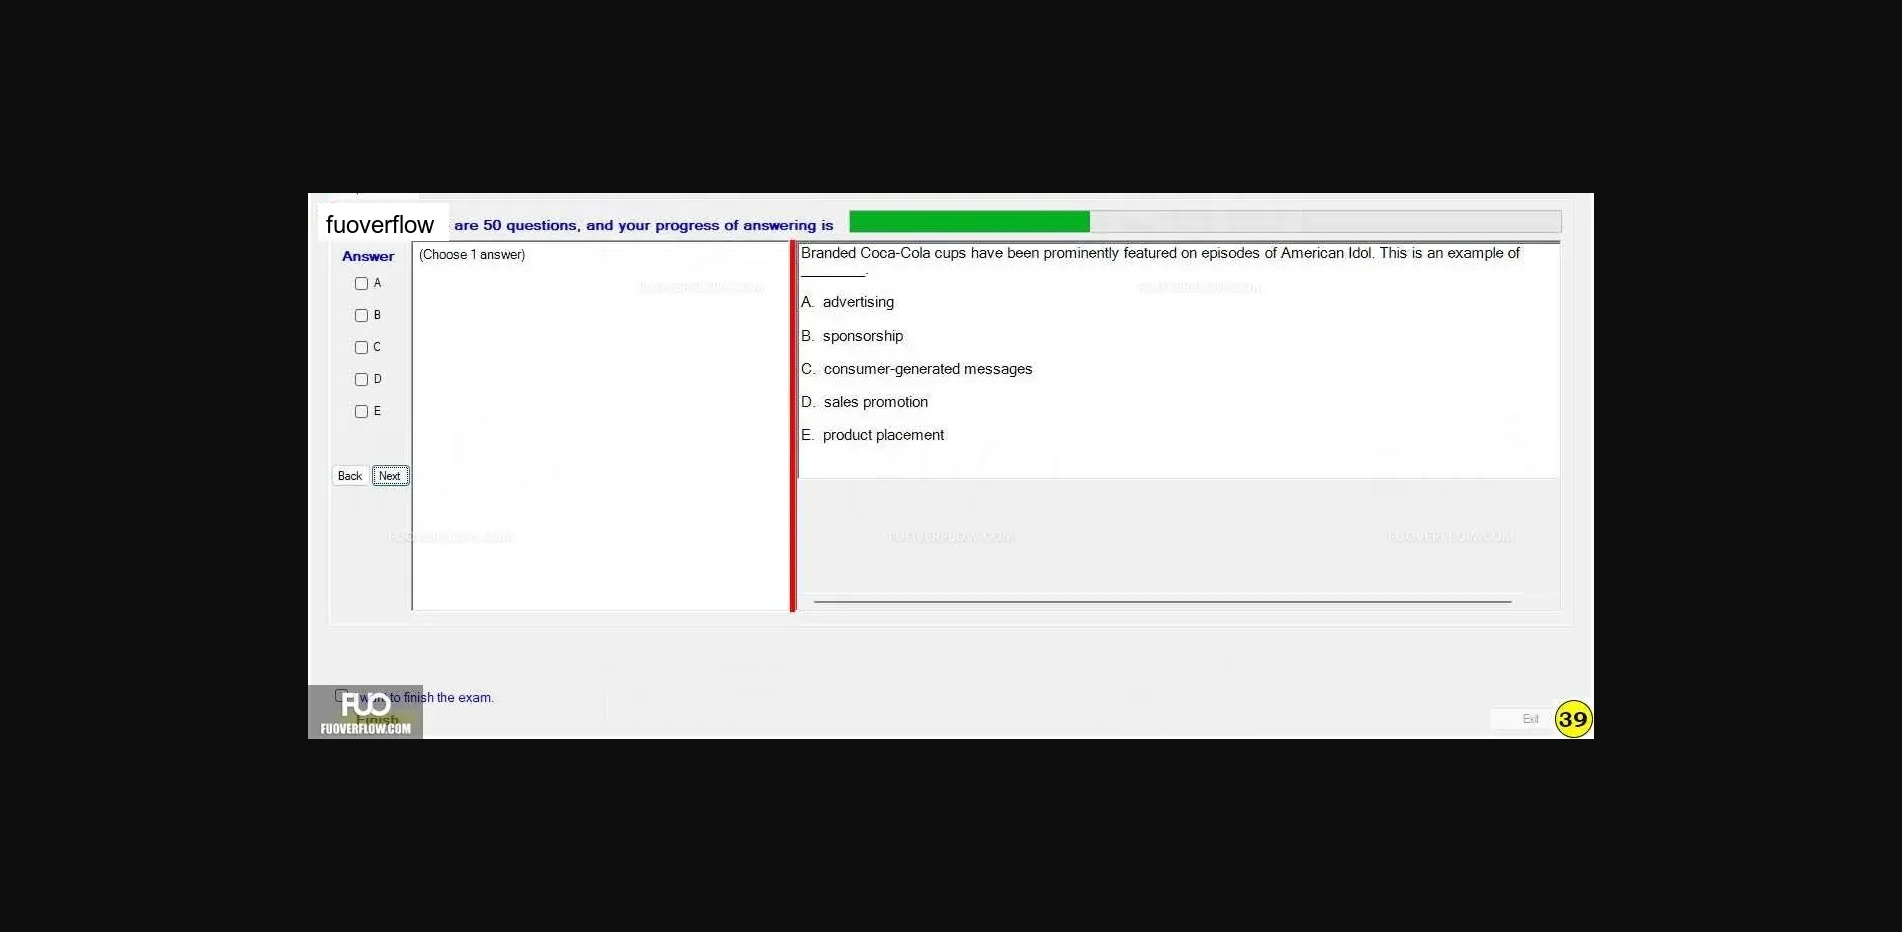 fuoverflow are 50 questions, and your progress of answering is
Answer
(Choose 1 answer)
A
B
C
D
E
Back Next
Branded Coca-Cola cups have been prominently featured on episodes of American Idol. This is an example of
________.
A. advertising
B. sponsorship
C. consumer-generated messages
D. sales promotion
E. product placement
FUOVERFLOW.COM FUOVERFLOW.COM
FUOVERFLOW.COM FUOVERFLOW.COM FUOVERFLOW.COM
want to finish the exam.
Finish
FUO
FUOVERFLOW.COM
Exit
39